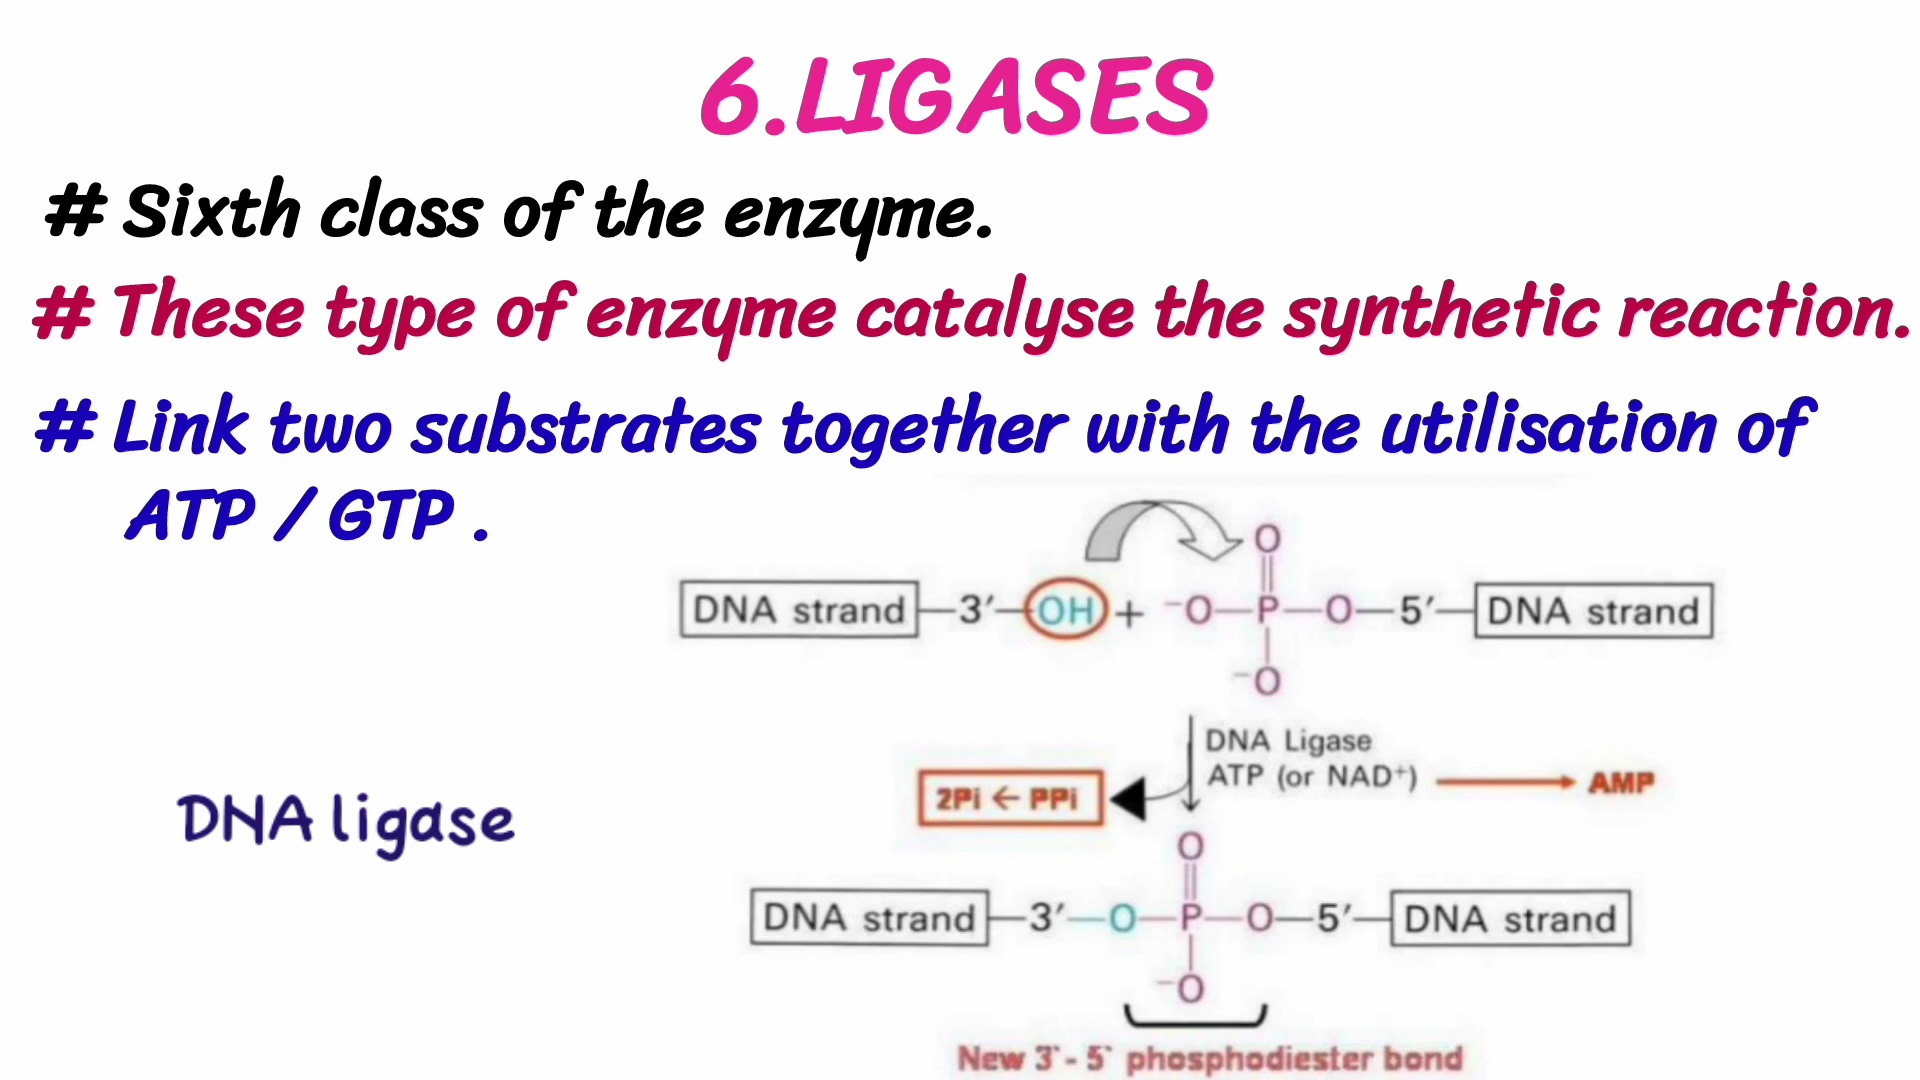 6.LIGASES
# Sixth class of the enzyme.
# These type of enzyme catalyse the synthetic reaction.
# Link two substrates together with the utilisation of
ATP / GTP .
O
DNA strand —3′— OH + ⁻O—P—O—5′— DNA strand
⁻O
DNA Ligase
ATP (or NAD⁺) → AMP
2Pi ← PPi
DNA ligase
O
DNA strand —3′—O—P—O—5′— DNA strand
⁻O
New 3`- 5` phosphodiester bond